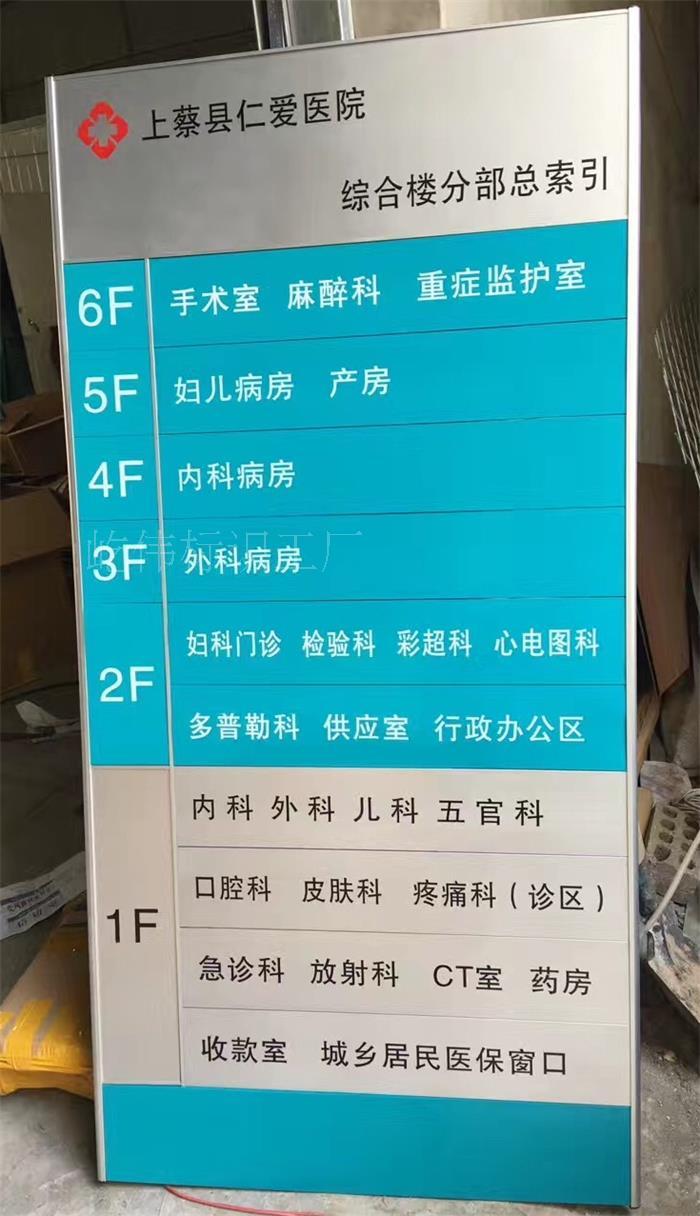 上蔡县仁爱医院
综合楼分部总索引
6F 手术室 麻醉科 重症监护室
5F 妇儿病房 产房
4F 内科病房
3F 外科病房
屹伟标识工厂
2F
妇科门诊 检验科 彩超科 心电图科
多普勒科 供应室 行政办公区
1F
内科 外科 儿科 五官科
口腔科 皮肤科 疼痛科(诊区)
急诊科 放射科 CT室 药房
收款室 城乡居民医保窗口